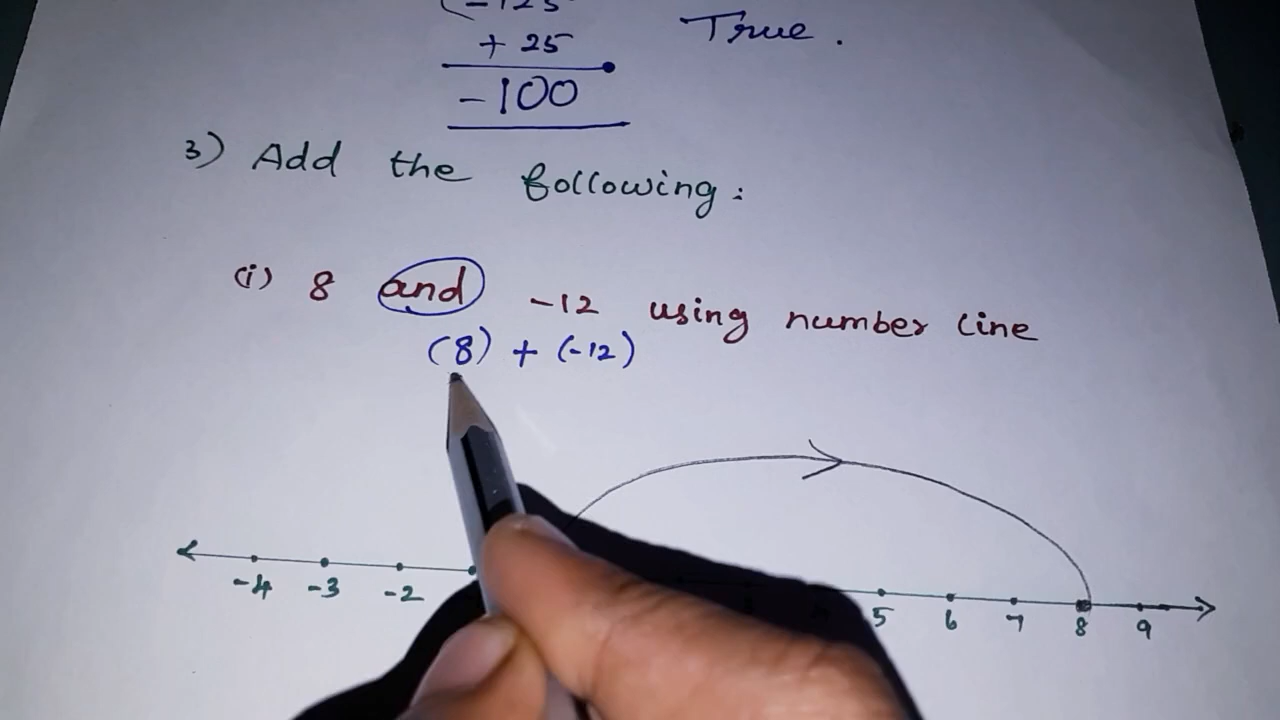 (-125
+ 25
-100
True.
3) Add the following:
(i) 8 and -12 using number line
(8) + (-12)
-4 -3 -2 5 6 7 8 9